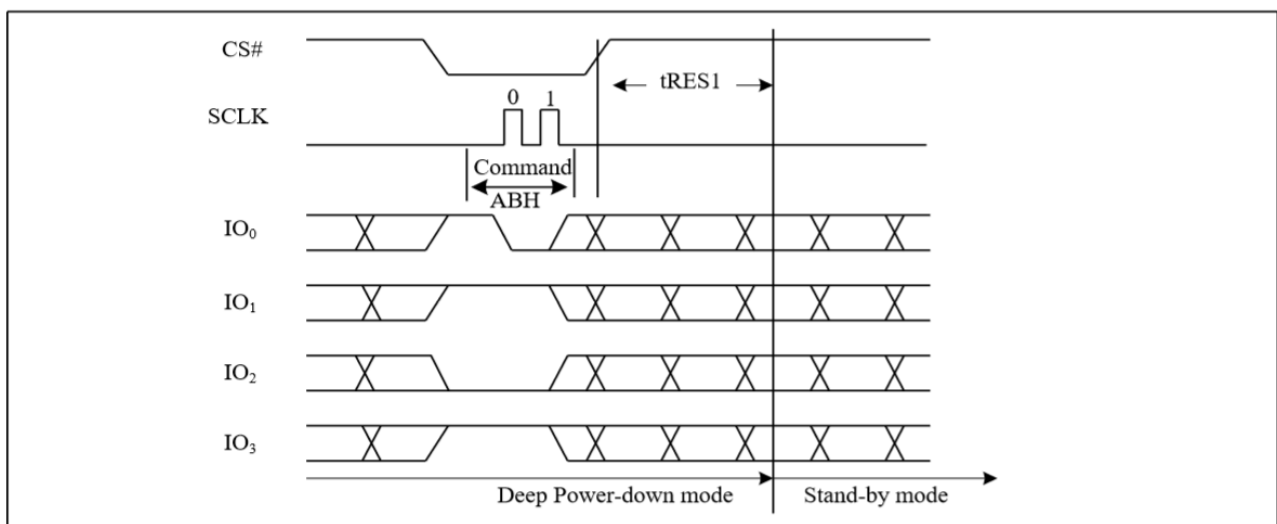 CS#
tRES1
0 1
SCLK
Command
ABH
IO₀
IO₁
IO₂
IO₃
Deep Power-down mode Stand-by mode